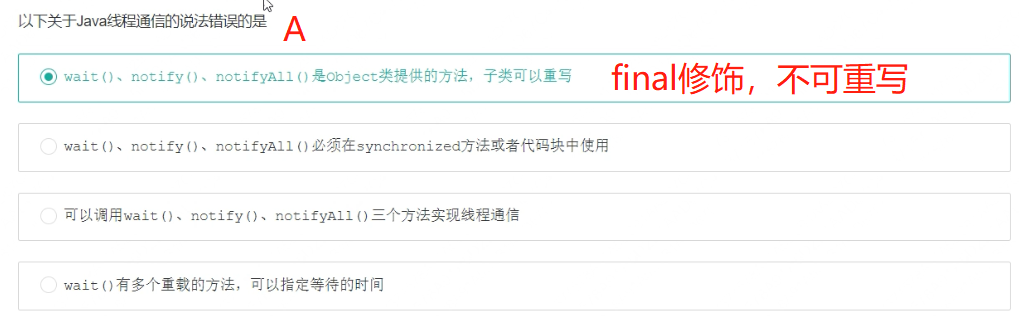 以下关于Java线程通信的说法错误的是
A
wait()、notify()、notifyAll()是Object类提供的方法，子类可以重写
final修饰，不可重写
wait()、notify()、notifyAll()必须在synchronized方法或者代码块中使用
可以调用wait()、notify()、notifyAll()三个方法实现线程通信
wait()有多个重载的方法，可以指定等待的时间